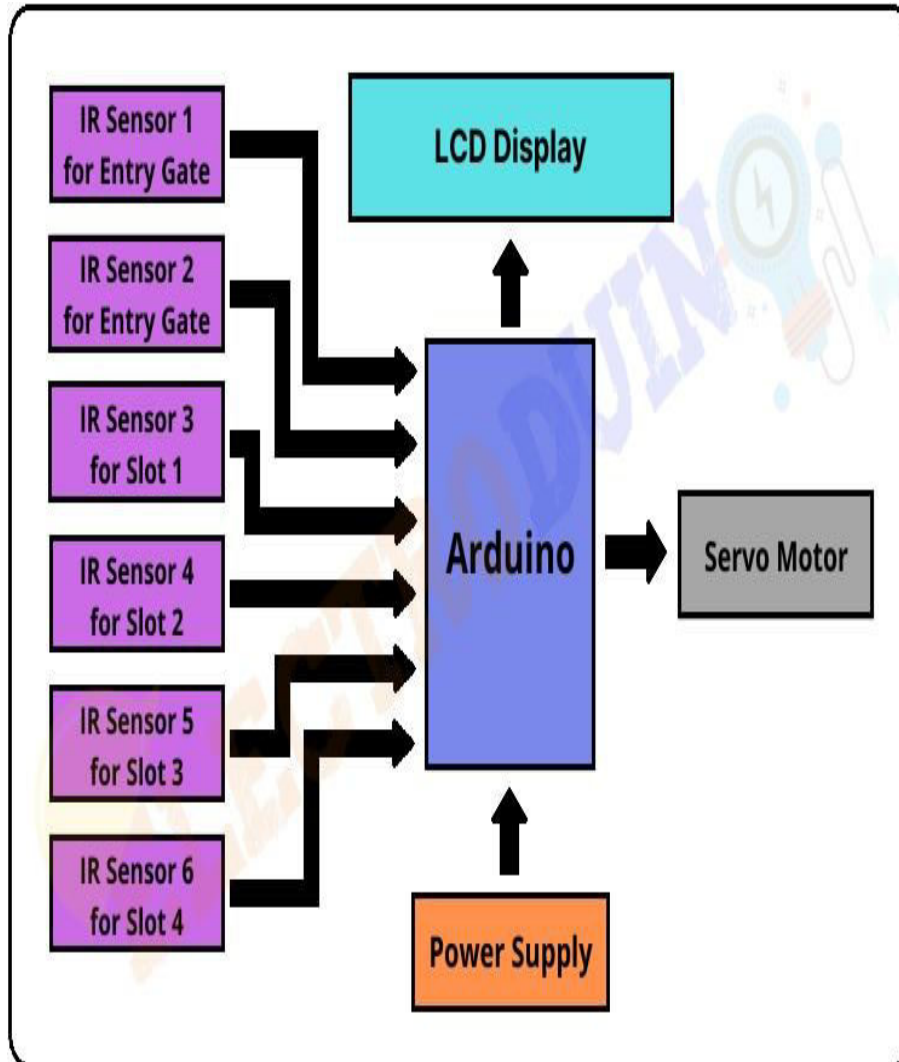 IR Sensor 1
for Entry Gate
IR Sensor 2
for Entry Gate
IR Sensor 3
for Slot 1
IR Sensor 4
for Slot 2
IR Sensor 5
for Slot 3
IR Sensor 6
for Slot 4
LCD Display
Arduino
Servo Motor
Power Supply
ELECTRODUINO